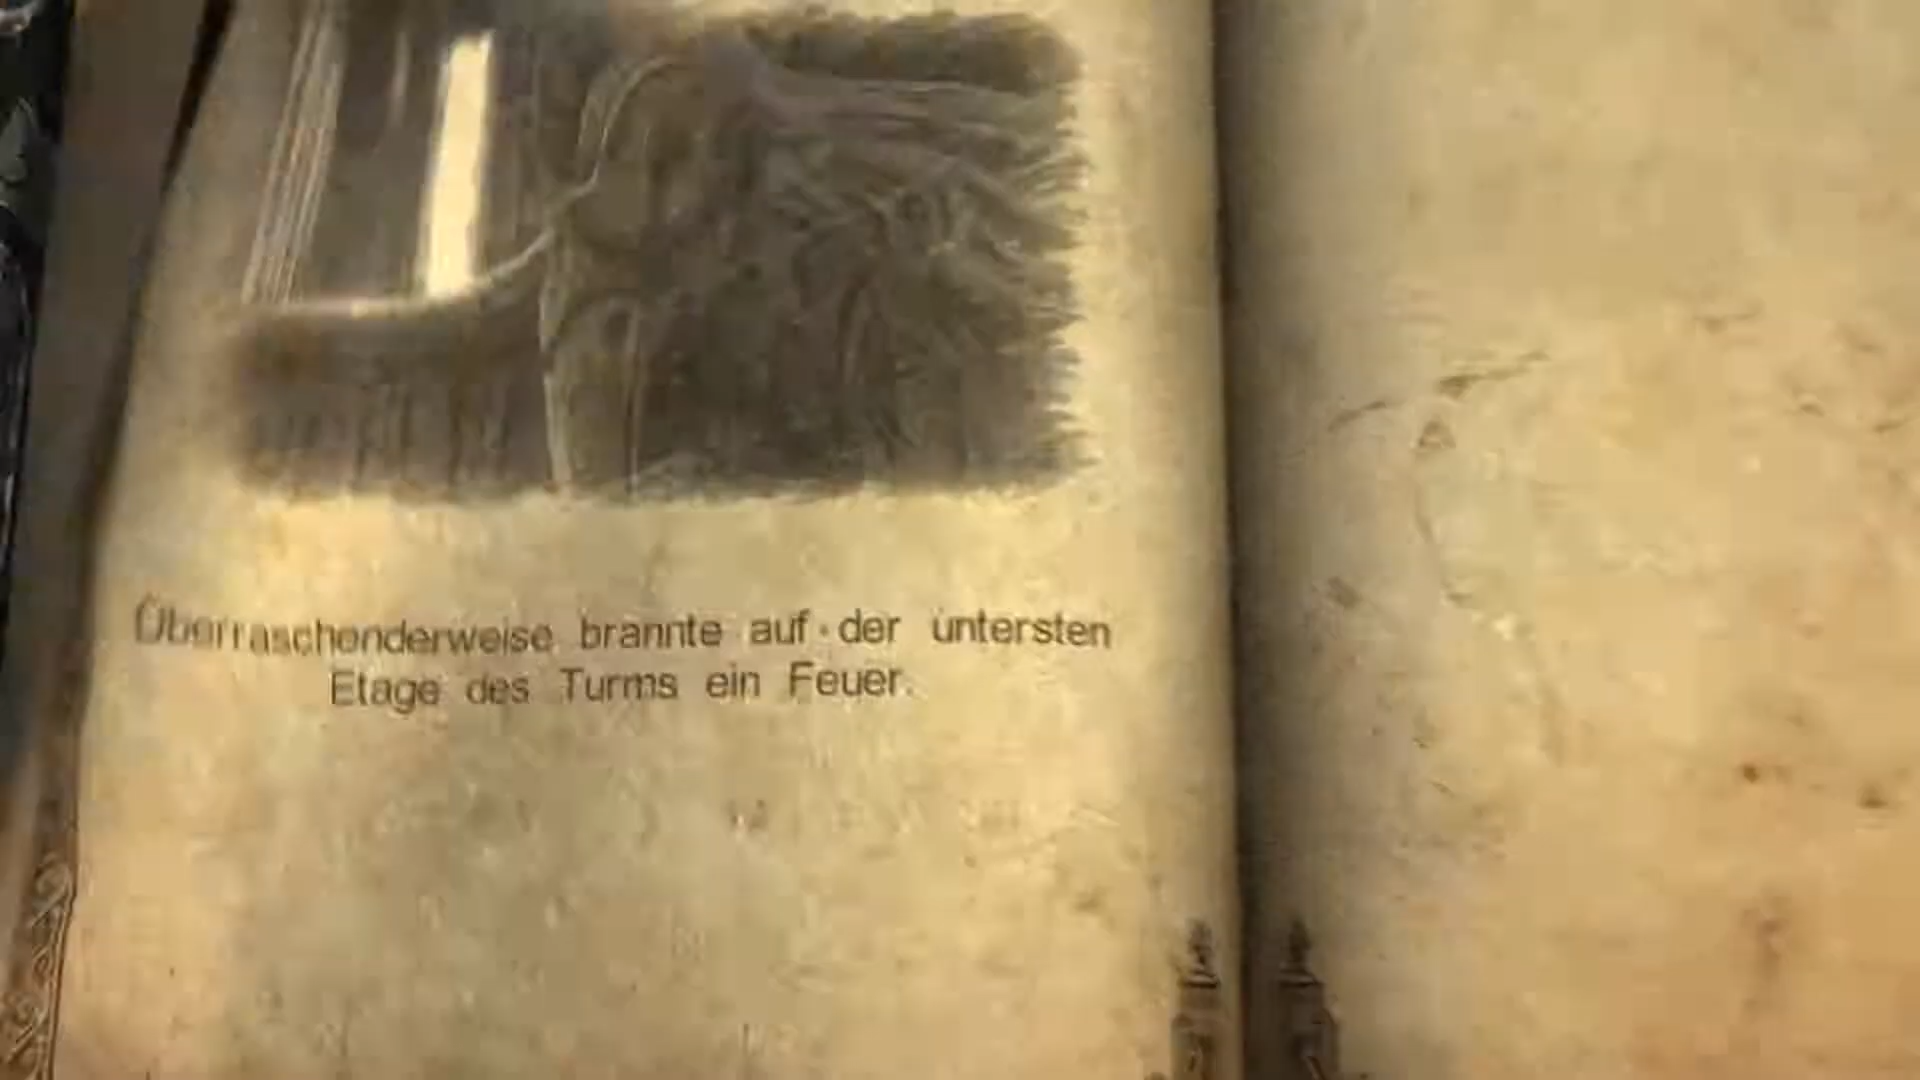 Überraschenderweise brannte auf der untersten
Etage des Turms ein Feuer.